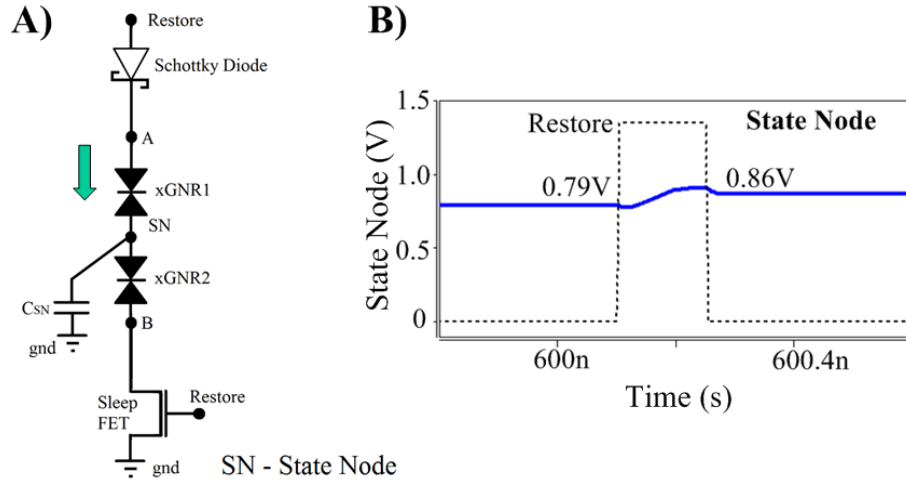 A)
Restore
Schottky Diode
A
xGNR1
SN
xGNR2
CSN
gnd
B
Sleep
FET
Restore
gnd
SN - State Node
B)
State Node (V)
1.5
1.0
0.5
0
Restore
State Node
0.79V
0.86V
600n
600.4n
Time (s)